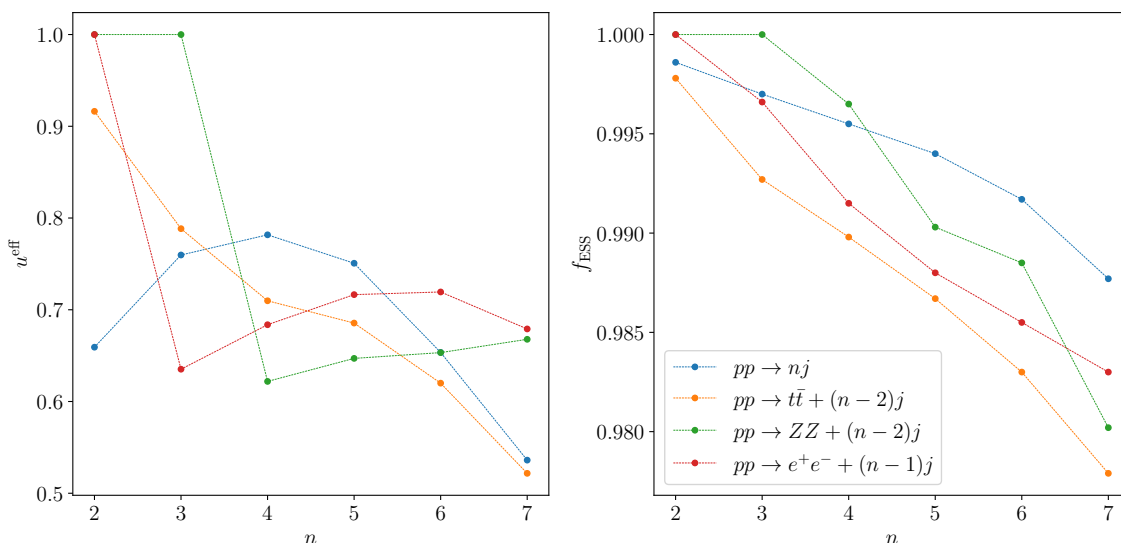 1.0
0.9
0.8
0.7
0.6
0.5
u^eff
2 3 4 5 6 7
n
1.000
0.995
0.990
0.985
0.980
f_ESS
pp → nj
pp → tt̄ + (n − 2)j
pp → ZZ + (n − 2)j
pp → e⁺e⁻ + (n − 1)j
2 3 4 5 6 7
n